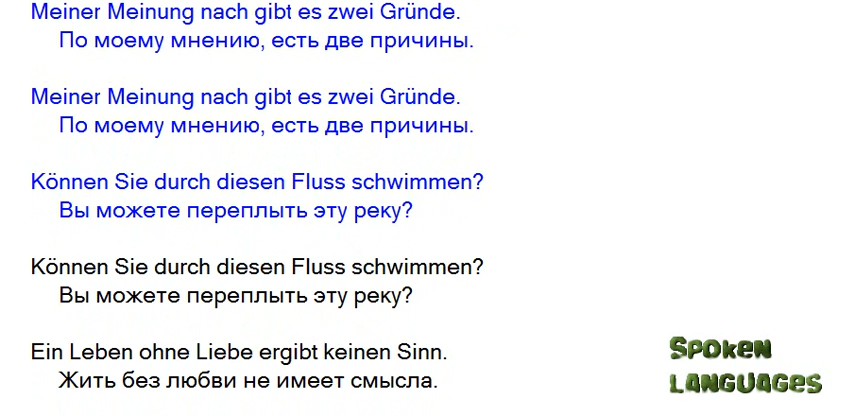 Meiner Meinung nach gibt es zwei Gründe.
По моему мнению, есть две причины.
Meiner Meinung nach gibt es zwei Gründe.
По моему мнению, есть две причины.
Können Sie durch diesen Fluss schwimmen?
Вы можете переплыть эту реку?
Können Sie durch diesen Fluss schwimmen?
Вы можете переплыть эту реку?
Ein Leben ohne Liebe ergibt keinen Sinn.
Жить без любви не имеет смысла.
SPOKEN
LANGUAGES